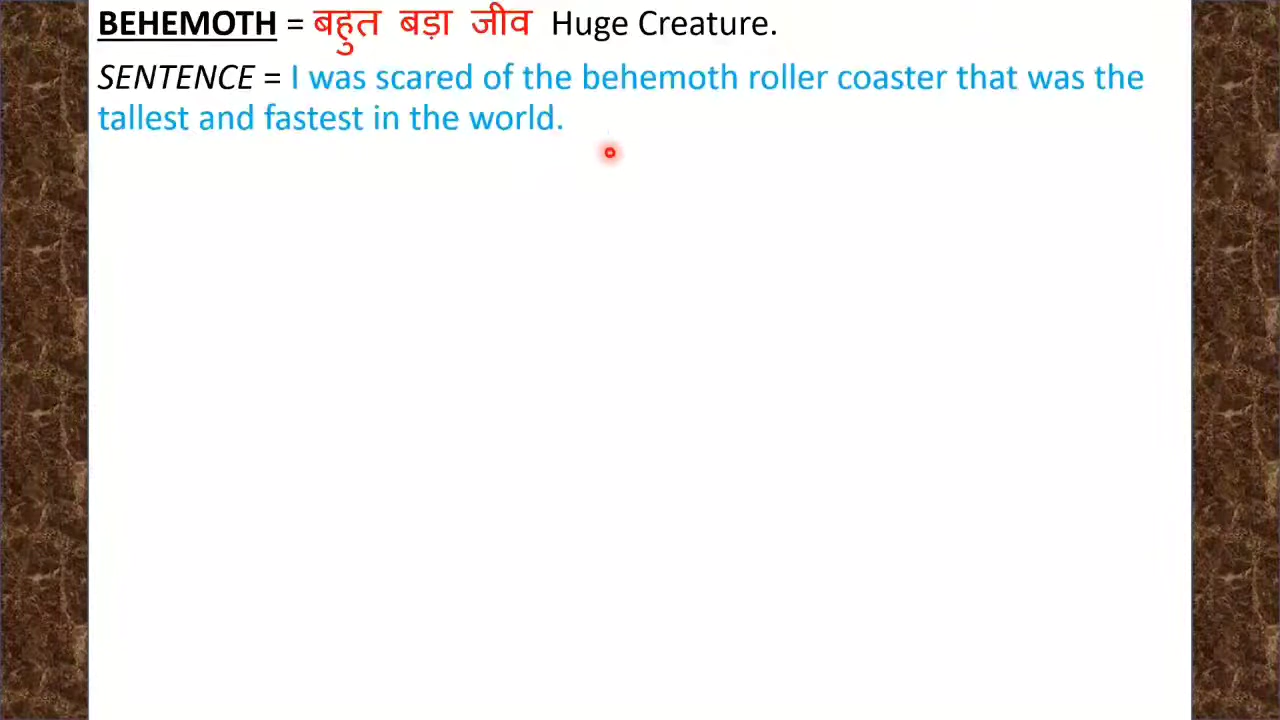 BEHEMOTH = बहुत बड़ा जीव Huge Creature.
SENTENCE = I was scared of the behemoth roller coaster that was the
tallest and fastest in the world.